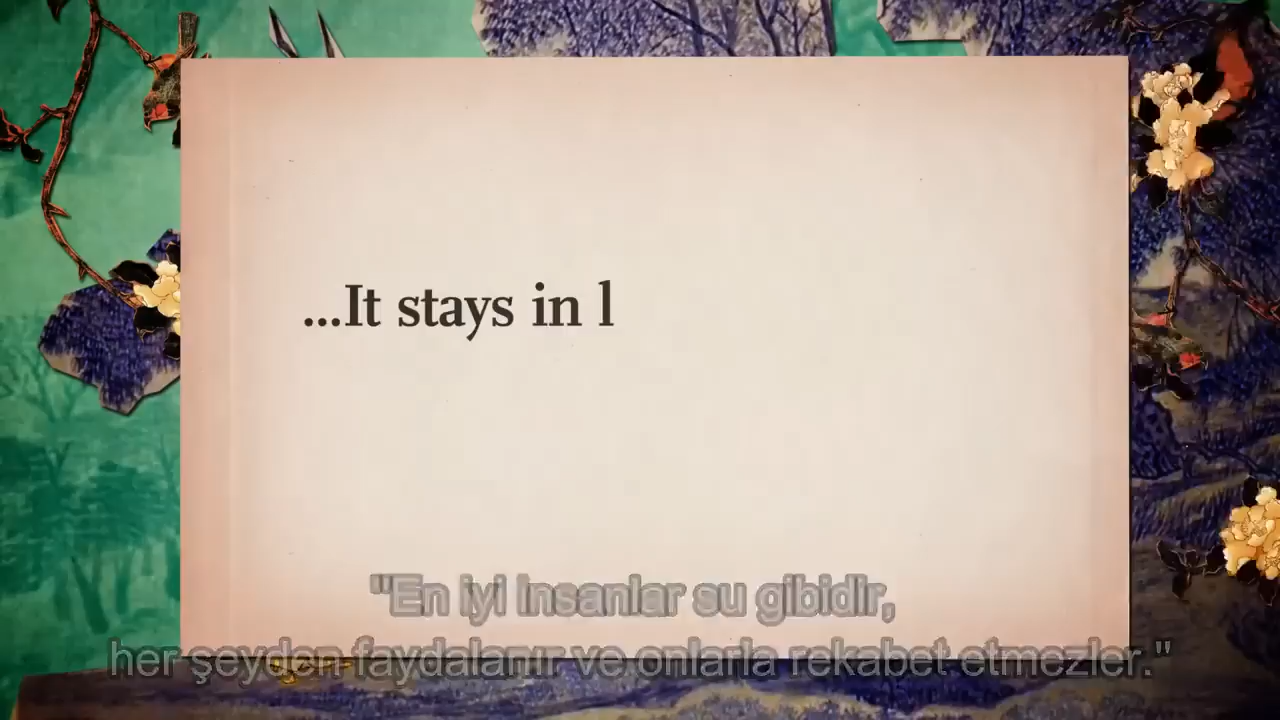 ...It stays in l
"En iyi insanlar su gibidir,
her şeyden faydalanır ve onlarla rekabet etmezler."